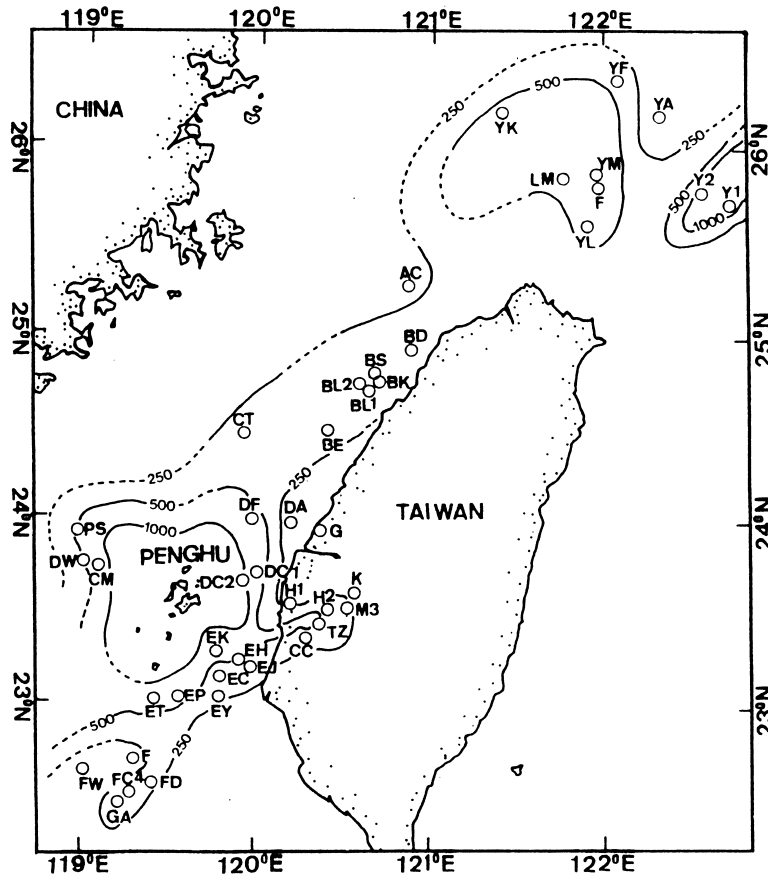 119°E 120°E 121°E 122°E
CHINA
26°N
26°N
YF
500
250
YA
YK
250
LM
YM
F
Y2
Y1
500
1000
YL
AC
25°N
25°N
BD
BS
BL2
BK
BL1
CT
BE
250
250
24°N
24°N
500
DF
DA
TAIWAN
PS
1000
G
PENGHU
DW
CM
DC2
DC1
K
H1
H2
M3
TZ
EK
EH
CC
EJ
EC
23°N
23°N
ET
EP
EY
500
250
F
FW
FC4
FD
GA
119°E 120°E 121°E 122°E